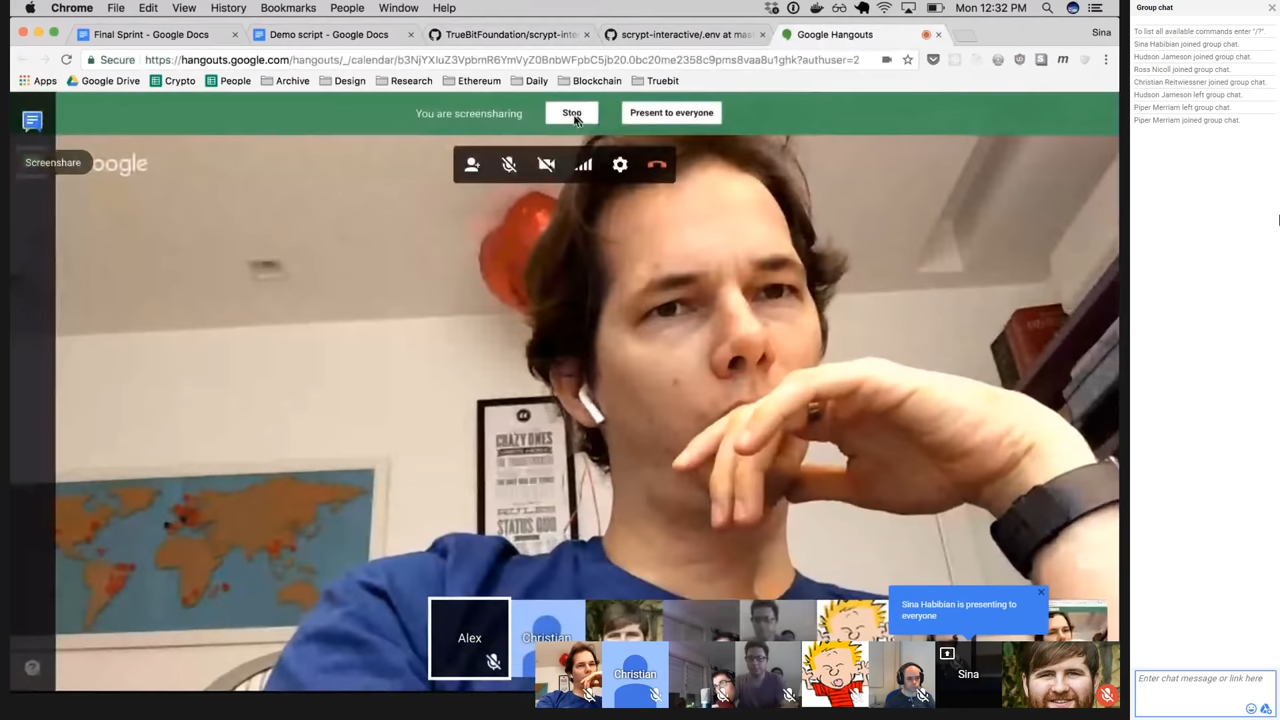 Chrome File Edit View History Bookmarks People Window Help
Mon 12:32 PM
Final Sprint - Google Docs
Demo script - Google Docs
TrueBitFoundation/scrypt-inte
scrypt-interactive/.env at mas
Google Hangouts
Sina
Secure
https://hangouts.google.com/hangouts/_/calendar/b3NjYXIuZ3VpbmR6YmVyZ0BnbWFpbC5jb20.0bc20me2358c9pms8vaa8u1ghk?authuser=2
Apps Google Drive Crypto People Archive Design Research Ethereum Daily Blockchain Truebit
You are screensharing
Stop
Present to everyone
Screenshare
oogle
CRAZY ONES
STATUS QUO
Sina Habibian is presenting to
everyone
Alex
Christian
Christian
Sina
Group chat
To list all available commands enter "/?".
Sina Habibian joined group chat.
Hudson Jameson joined group chat.
Ross Nicoll joined group chat.
Christian Reitwiessner joined group chat.
Hudson Jameson left group chat.
Piper Merriam left group chat.
Piper Merriam joined group chat.
Enter chat message or link here